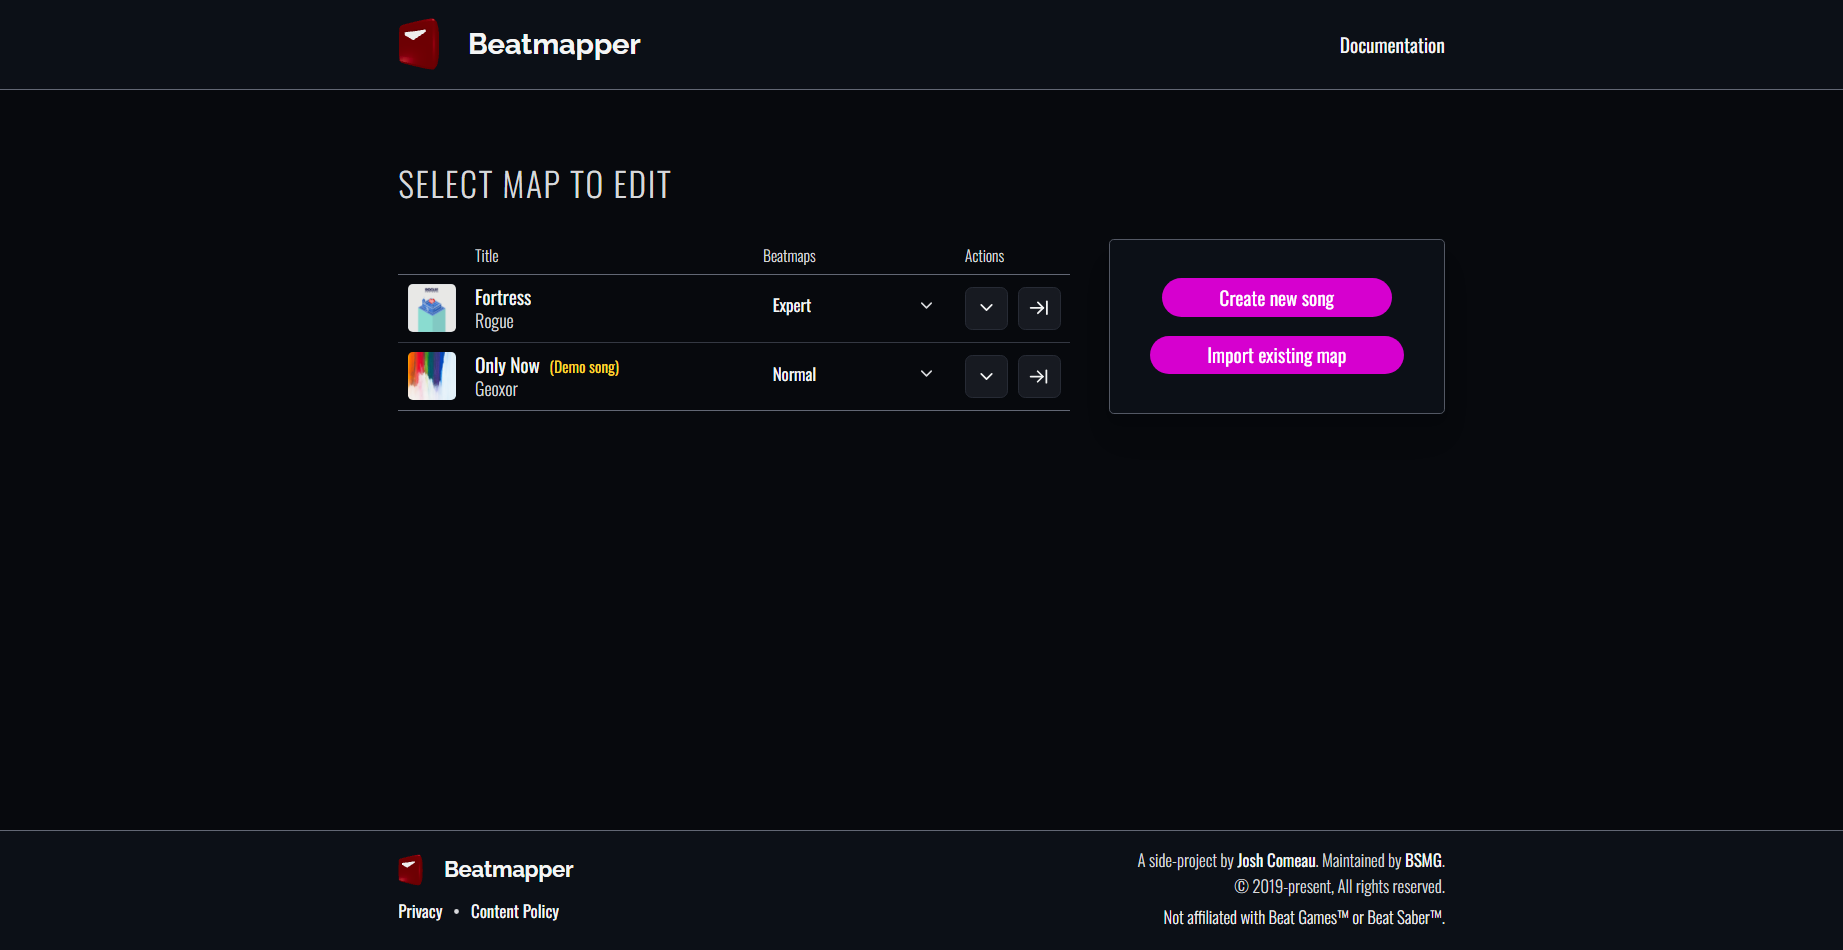 Beatmapper
Documentation
SELECT MAP TO EDIT
Title Beatmaps Actions
Fortress Expert
Rogue
Only Now (Demo song) Normal
Geoxor
Create new song
Import existing map
Beatmapper
Privacy • Content Policy
A side-project by Josh Comeau. Maintained by BSMG.
© 2019-present, All rights reserved.
Not affiliated with Beat Games™ or Beat Saber™.